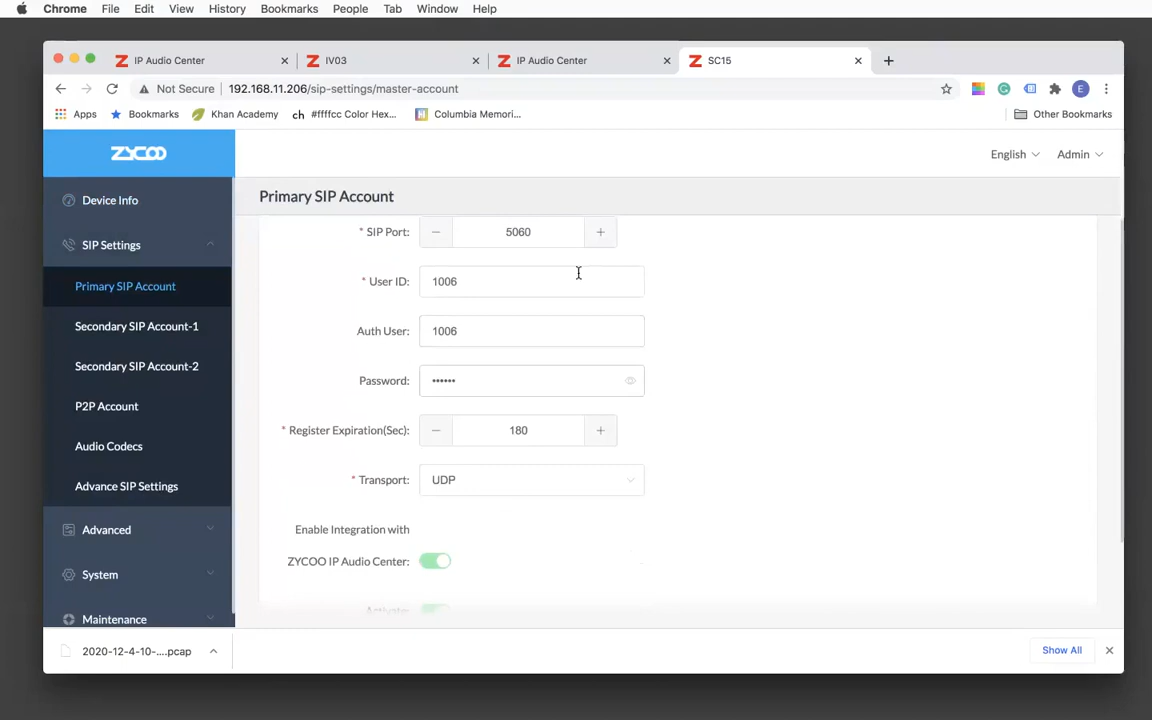 Chrome File Edit View History Bookmarks People Tab Window Help
IP Audio Center IV03 IP Audio Center SC15
Not Secure 192.168.11.206/sip-settings/master-account E
Apps Bookmarks Khan Academy ch #ffffcc Color Hex... Columbia Memori... Other Bookmarks
ZYCOO English Admin
Device Info
Primary SIP Account
SIP Settings
Primary SIP Account
Secondary SIP Account-1
Secondary SIP Account-2
P2P Account
Audio Codecs
Advance SIP Settings
Advanced
System
Maintenance
* SIP Port: − 5060 +
* User ID: 1006
Auth User: 1006
Password: ••••••
* Register Expiration(Sec): − 180 +
* Transport: UDP
Enable Integration with
ZYCOO IP Audio Center:
Activate:
2020-12-4-10-....pcap Show All